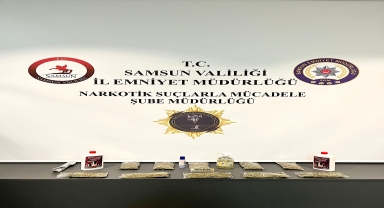 T.C.
SAMSUN VALİLİĞİ
İL EMNİYET MÜDÜRLÜĞÜ
NARKOTİK SUÇLARLA MÜCADELE
ŞUBE MÜDÜRLÜĞÜ
SAMSUN